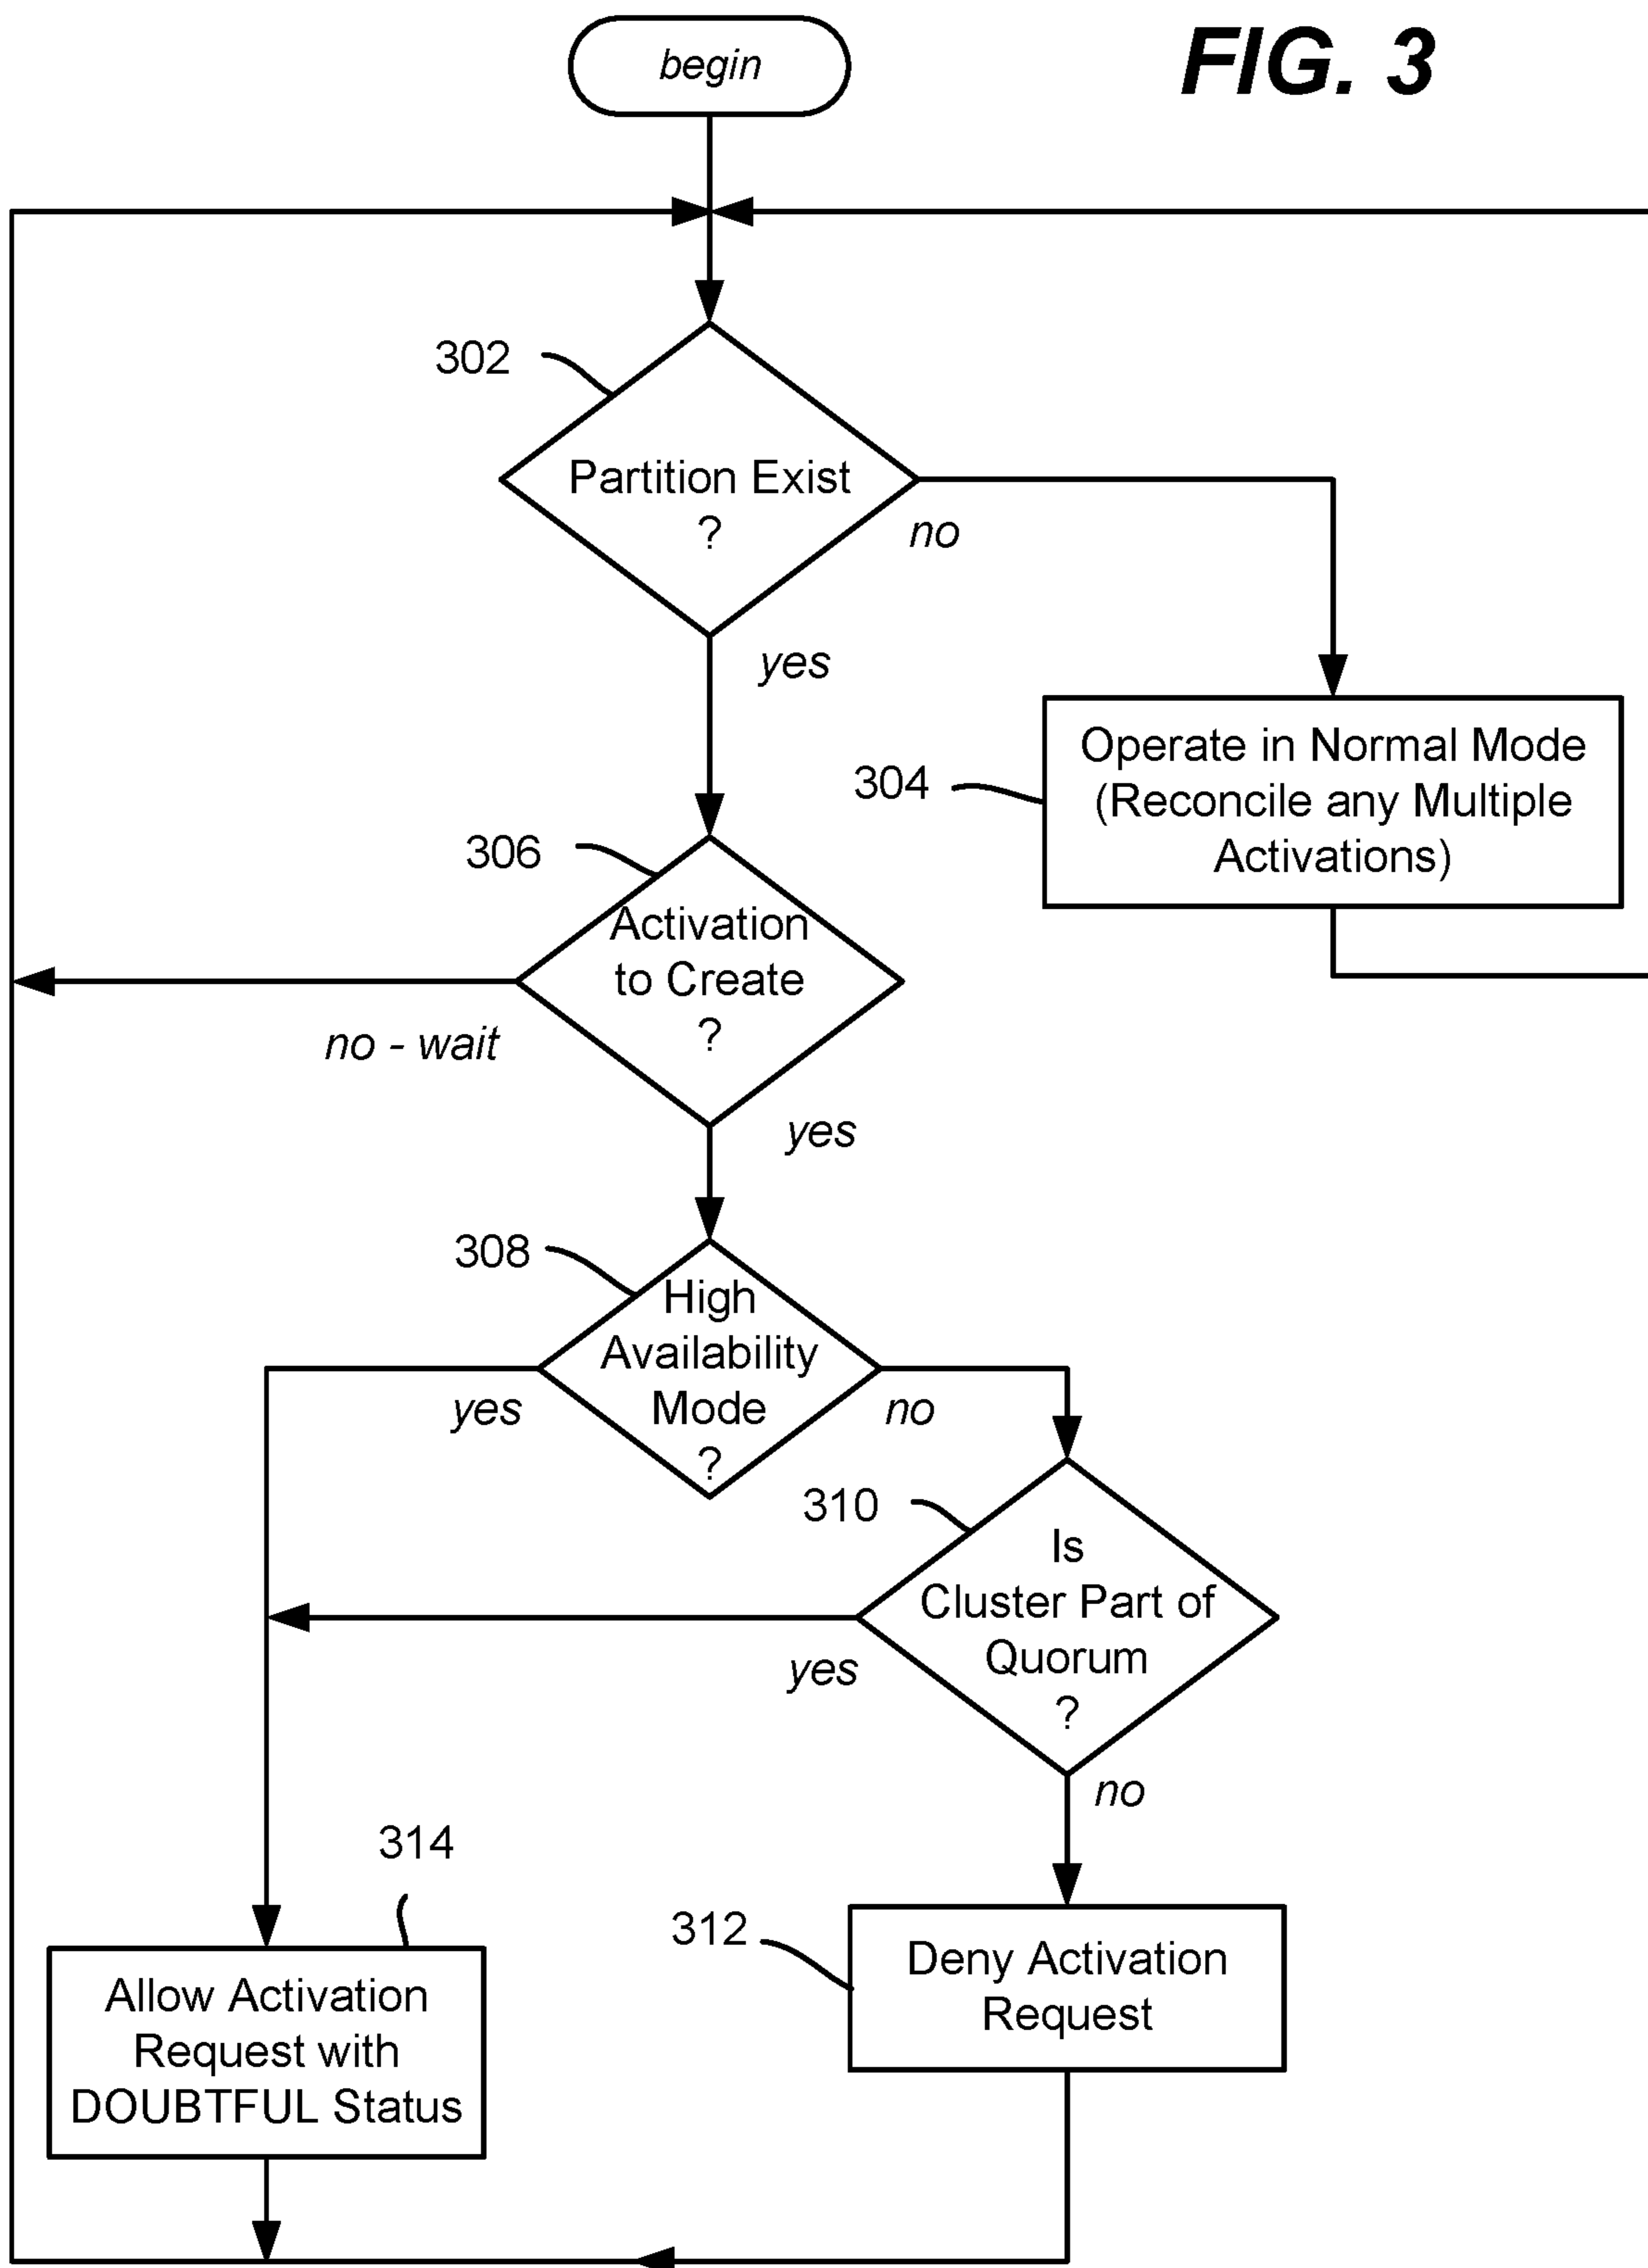 begin
FIG. 3
302
Partition Exist
?
no
yes
304
Operate in Normal Mode
(Reconcile any Multiple
Activations)
306
Activation
to Create
?
no - wait
yes
308
High
Availability
Mode
?
yes
no
310
Is
Cluster Part of
Quorum
?
yes
no
314
Allow Activation
Request with
DOUBTFUL Status
312
Deny Activation
Request